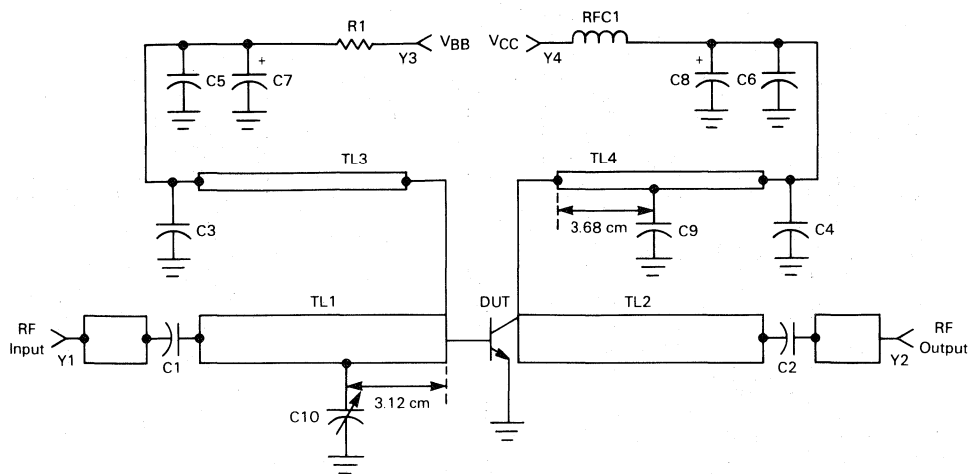 R1
RFC1
VBB
VCC
Y3
Y4
+
+
C5
C7
C8
C6
TL3
TL4
C3
3.68 cm
C9
C4
TL1
DUT
TL2
RF
Input
Y1
C1
C2
Y2
RF
Output
3.12 cm
C10